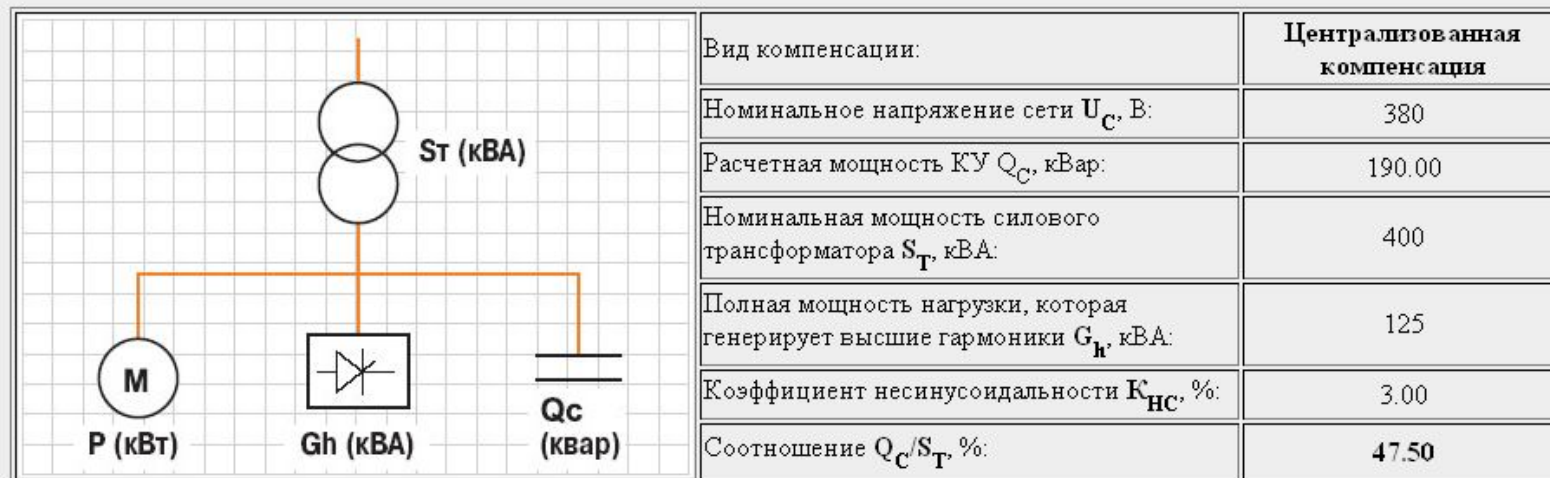 Sт (кВА)
M
P (кВт)
Gh (кВА)
Qc
(квар)
Вид компенсации:
Централизованная
компенсация
Номинальное напряжение сети UC, В:
380
Расчетная мощность КУ QC, кВар:
190.00
Номинальная мощность силового
трансформатора ST, кВА:
400
Полная мощность нагрузки, которая
генерирует высшие гармоники Gh, кВА:
125
Коэффициент несинусоидальности КНС, %:
3.00
Соотношение QC/ST, %:
47.50